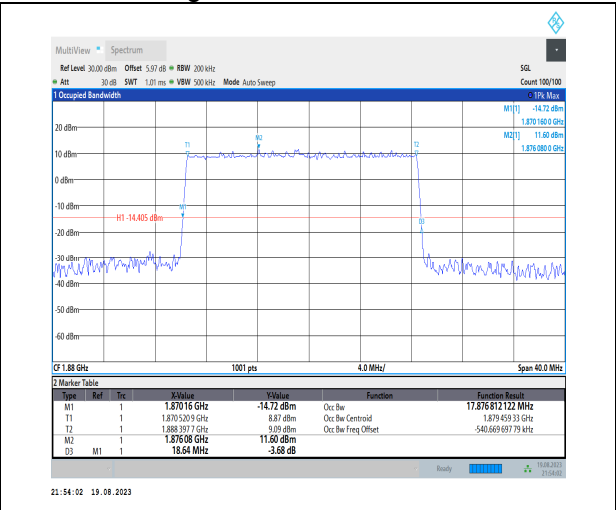 MultiView * Spectrum
Ref Level 30.00 dBm Offset 5.97 dB RBW 200 kHz SGL
Att 30 dB SWT 1.01 ms VBW 500 kHz Mode Auto Sweep Count 100/100
1 Occupied Bandwidth 1Pk Max
M1[1] -14.72 dBm
1.870 160 0 GHz
M2[1] 11.60 dBm
1.876 080 0 GHz
20 dBm
M2
T1 T2
10 dBm
0 dBm
-10 dBm
M1
H1 -14.405 dBm
D3
-20 dBm
-30 dBm
-40 dBm
-50 dBm
-60 dBm
CF 1.88 GHz 1001 pts 4.0 MHz/ Span 40.0 MHz
2 Marker Table
Type Ref Trc X-Value Y-Value Function Function Result
M1 1 1.87016 GHz -14.72 dBm Occ Bw 17.876 812 122 MHz
T1 1 1.870 520 9 GHz 8.87 dBm Occ Bw Centroid 1.879 459 33 GHz
T2 1 1.888 397 7 GHz 9.09 dBm Occ Bw Freq Offset -540.669 697 79 kHz
M2 1 1.87608 GHz 11.60 dBm
D3 M1 1 18.64 MHz -3.68 dB
Ready 19.08.2023
21:54:02
21:54:02 19.08.2023